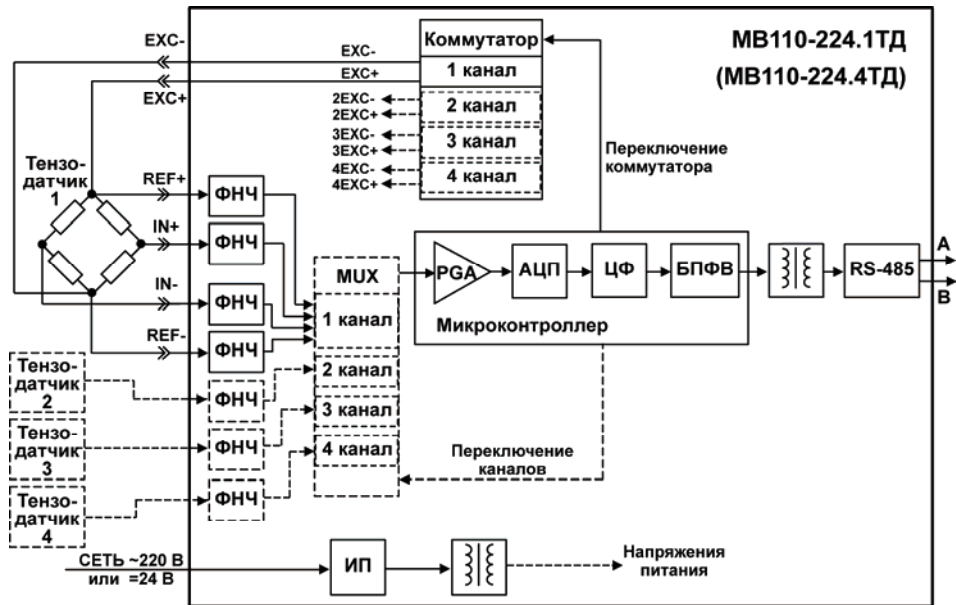 МВ110-224.1ТД
(МВ110-224.4ТД)
Коммутатор
1 канал
2 канал
3 канал
4 канал
EXC-
EXC+
EXC-
EXC+
2EXC-
2EXC+
3EXC-
3EXC+
4EXC-
4EXC+
Переключение
коммутатора
Тензо-
датчик
1
REF+
IN+
IN-
REF-
ФНЧ
ФНЧ
ФНЧ
ФНЧ
ФНЧ
ФНЧ
ФНЧ
MUX
1 канал
2 канал
3 канал
4 канал
PGA
АЦП
ЦФ
БПФВ
Микроконтроллер
RS-485
A
B
Тензо-
датчик
2
Тензо-
датчик
3
Тензо-
датчик
4
Переключение
каналов
СЕТЬ ~220 В
или =24 В
ИП
Напряжения
питания